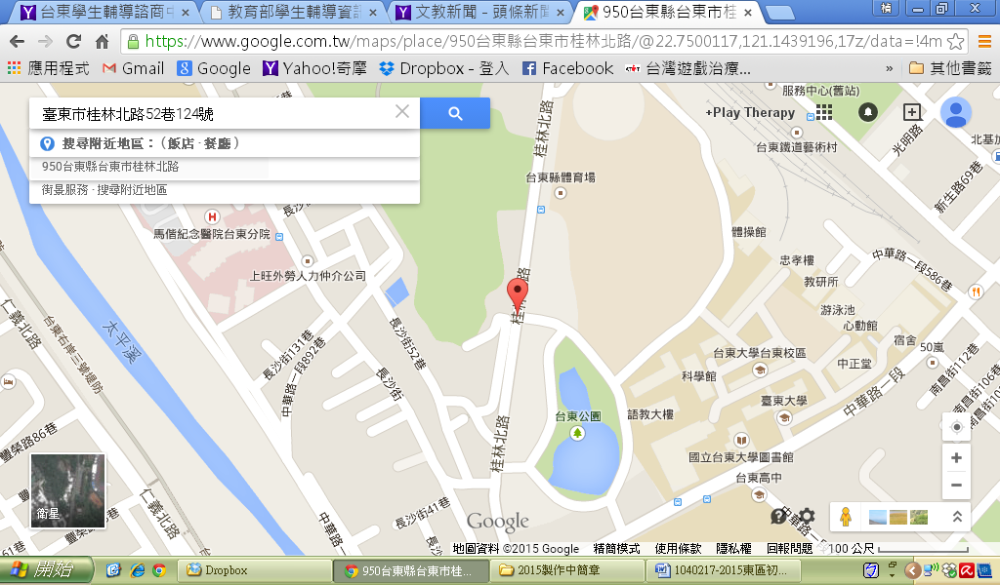 台東學生輔導諮商中 教育部學生輔導資訊 文教新聞 - 頭條新聞 950台東縣台東市桂
https://www.google.com.tw/maps/place/950台東縣台東市桂林北路/@22.7500117,121.1439196,17z/data=!4m
應用程式 Gmail Google Yahoo!奇摩 Dropbox - 登入 Facebook 台灣遊戲治療... » 其他書籤
臺東市桂林北路52巷124號
搜尋附近地區：( 飯店 · 餐廳 )
950台東縣台東市桂林北路
街景服務 - 搜尋附近地區
+Play Therapy
服務中心(舊站)
台東鐵道藝術村
光明路
北基加
新生路69巷
桂林北路
台東縣體育場
體操館
忠孝樓
教研所
中華路一段586巷
游泳池
心動館
宿舍
50嵐
中正堂
南昌街112巷
南昌街106巷
馬偕紀念醫院台東分院
上旺外勞人力仲介公司
長沙街52巷
長沙街
長沙街131巷
中華路一段892巷
太平溪
台東右岸三號堤防
仁義北路
豐榮路86巷
台東大學台東校區
科學館
臺東大學
中華路一段
語教大樓
台東公園
國立台東大學圖書館
台東高中
桂林北路
長沙街41巷
仁義北路
中華路一段
衛星
Google
地圖資料 ©2015 Google 精簡模式 使用條款 隱私權 回報問題 100 公尺
開始 Dropbox 950台東縣台東市桂... 2015製作中簡章 1040217-2015東區初...